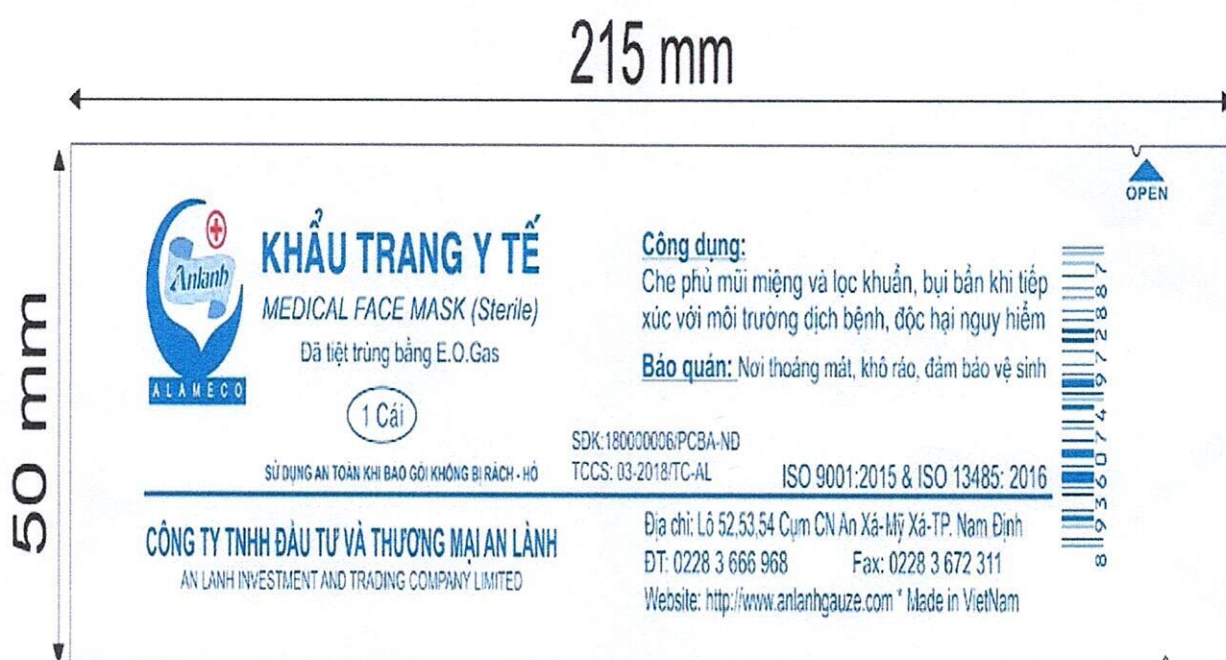 215 mm
50 mm
OPEN
Anlanh
ALAMECO
KHẨU TRANG Y TẾ
MEDICAL FACE MASK (Sterile)
Đã tiệt trùng bằng E.O.Gas
1 Cái
SỬ DỤNG AN TOÀN KHI BAO GÓI KHÔNG BỊ RÁCH - HỞ
Công dụng:
Che phủ mũi miệng và lọc khuẩn, bụi bẩn khi tiếp
xúc với môi trường dịch bệnh, độc hại nguy hiểm
Bảo quản: Nơi thoáng mát, khô ráo, đảm bảo vệ sinh
SĐK:180000006/PCBA-NĐ
TCCS: 03-2018/TC-AL
ISO 9001:2015 & ISO 13485: 2016
8936074972887
CÔNG TY TNHH ĐẦU TƯ VÀ THƯƠNG MẠI AN LÀNH
AN LANH INVESTMENT AND TRADING COMPANY LIMITED
Địa chỉ: Lô 52,53,54 Cụm CN An Xá-Mỹ Xá-TP. Nam Định
ĐT: 0228 3 666 968 Fax: 0228 3 672 311
Website: http://www.anlanhgauze.com * Made in VietNam